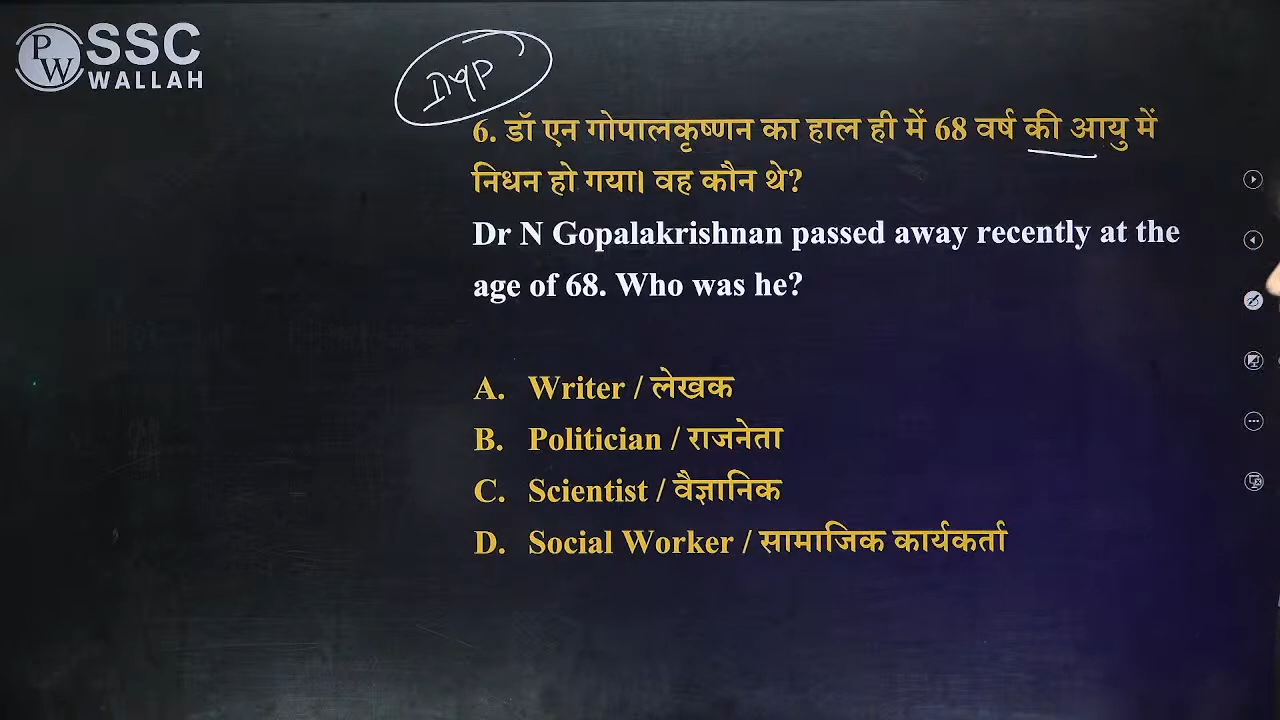 PW SSC
WALLAH
6. डॉ एन गोपालकृष्णन का हाल ही में 68 वर्ष की आयु में
निधन हो गया। वह कौन थे?
Dr N Gopalakrishnan passed away recently at the
age of 68. Who was he?
A. Writer / लेखक
B. Politician / राजनेता
C. Scientist / वैज्ञानिक
D. Social Worker / सामाजिक कार्यकर्ता